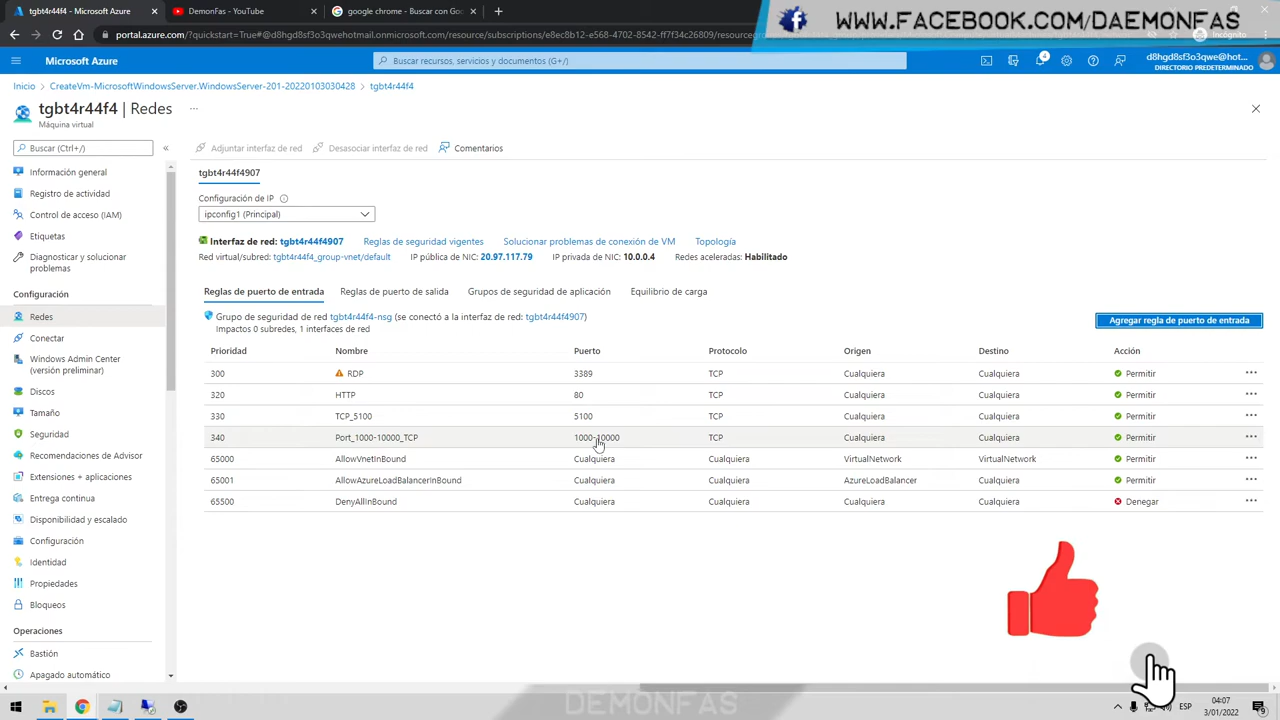 tgbt4r44f4 - Microsoft Azure
DemonFas - YouTube
google chrome - Buscar con Goo
WWW.FACEBOOK.COM/DAEMONFAS
Incógnito
Microsoft Azure
Buscar recursos, servicios y documentos (G+/)
4
d8hgd8sf3o3qwe@hot...
DIRECTORIO PREDETERMINADO
Inicio > CreateVm-MicrosoftWindowsServer.WindowsServer-201-20220103030428 > tgbt4r44f4
tgbt4r44f4 | Redes ...
Máquina virtual
Buscar (Ctrl+/)
«
Información general
Registro de actividad
Control de acceso (IAM)
Etiquetas
Diagnosticar y solucionar
problemas
Configuración
Redes
Conectar
Windows Admin Center
(versión preliminar)
Discos
Tamaño
Seguridad
Recomendaciones de Advisor
Extensiones + aplicaciones
Entrega continua
Disponibilidad y escalado
Configuración
Identidad
Propiedades
Bloqueos
Operaciones
Bastión
Apagado automático
Adjuntar interfaz de red
Desasociar interfaz de red
Comentarios
tgbt4r44f4907
Configuración de IP
ipconfig1 (Principal)
Interfaz de red: tgbt4r44f4907
Reglas de seguridad vigentes
Solucionar problemas de conexión de VM
Topología
Red virtual/subred: tgbt4r44f4_group-vnet/default
IP pública de NIC: 20.97.117.79
IP privada de NIC: 10.0.0.4
Redes aceleradas: Habilitado
Reglas de puerto de entrada
Reglas de puerto de salida
Grupos de seguridad de aplicación
Equilibrio de carga
Grupo de seguridad de red tgbt4r44f4-nsg (se conectó a la interfaz de red: tgbt4r44f4907)
Impactos 0 subredes, 1 interfaces de red
Agregar regla de puerto de entrada
Prioridad Nombre Puerto Protocolo Origen Destino Acción
300 RDP 3389 TCP Cualquiera Cualquiera Permitir
320 HTTP 80 TCP Cualquiera Cualquiera Permitir
330 TCP_5100 5100 TCP Cualquiera Cualquiera Permitir
340 Port_1000-10000_TCP 1000-10000 TCP Cualquiera Cualquiera Permitir
65000 AllowVnetInBound Cualquiera Cualquiera VirtualNetwork VirtualNetwork Permitir
65001 AllowAzureLoadBalancerInBound Cualquiera Cualquiera AzureLoadBalancer Cualquiera Permitir
65500 DenyAllInBound Cualquiera Cualquiera Cualquiera Cualquiera Denegar
DEMONFAS
ESP
04:07
3/01/2022